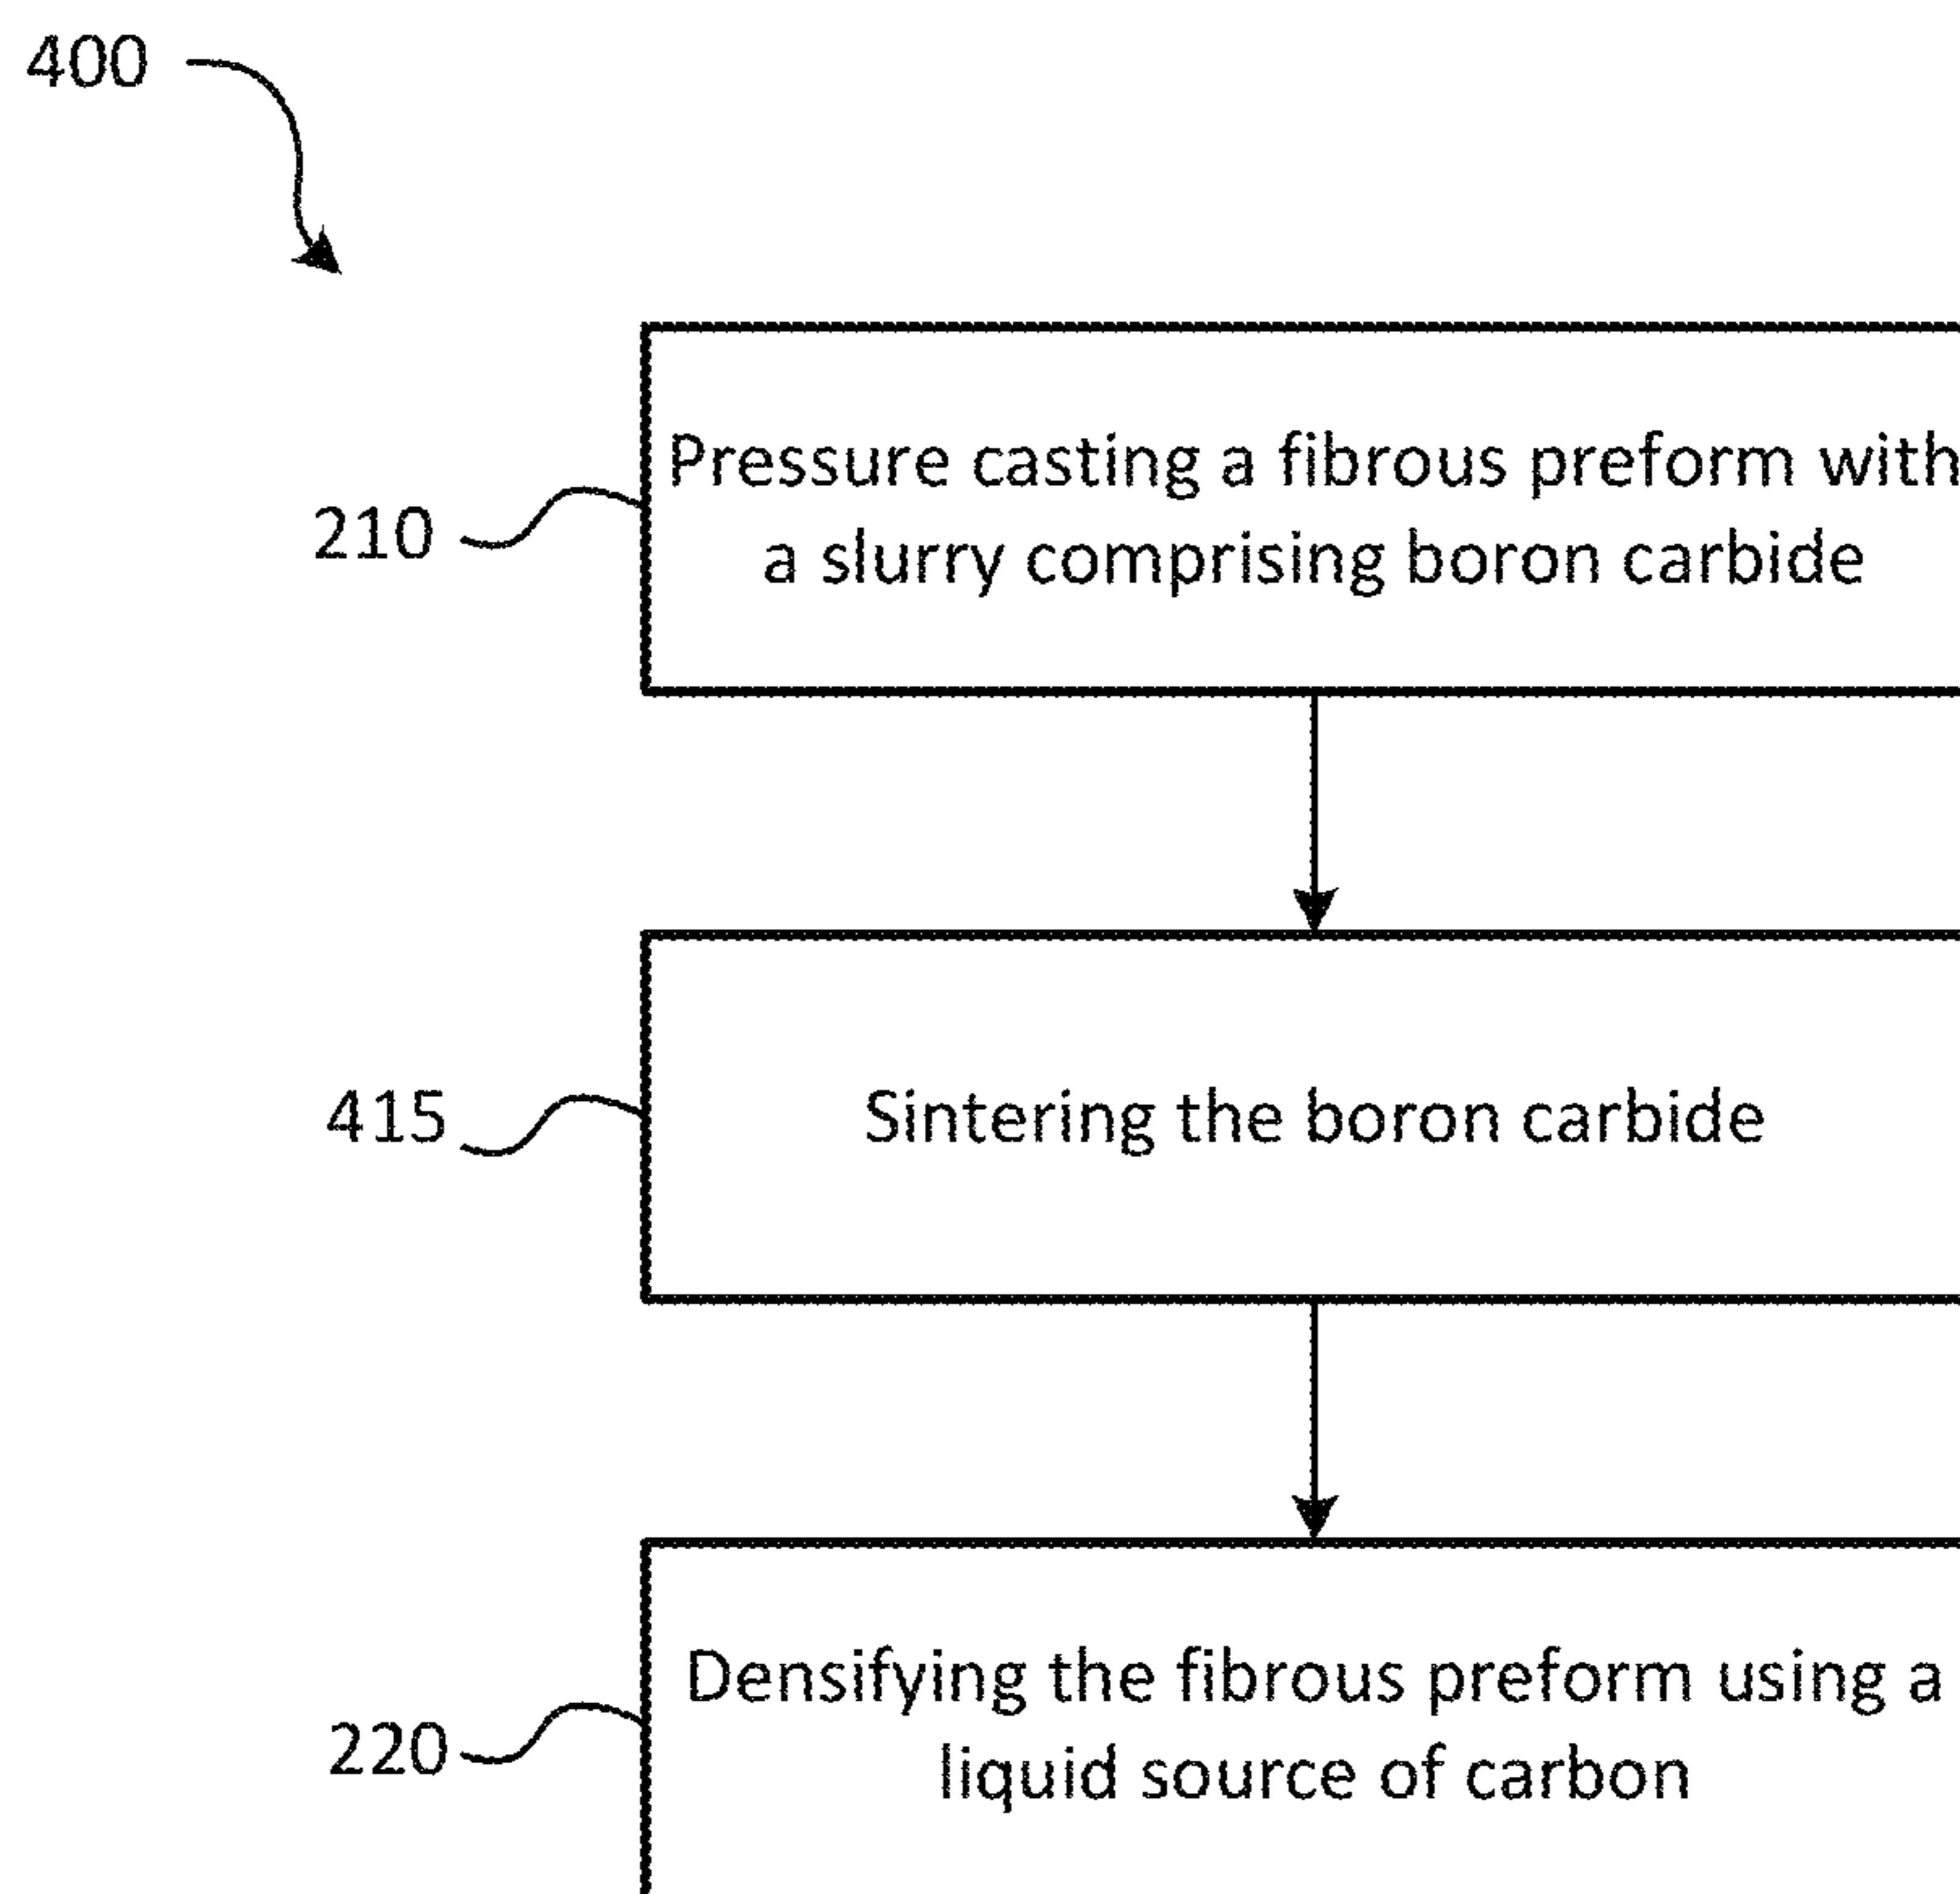 400
Pressure casting a fibrous preform with
a slurry comprising boron carbide
210
Sintering the boron carbide
415
Densifying the fibrous preform using a
liquid source of carbon
220